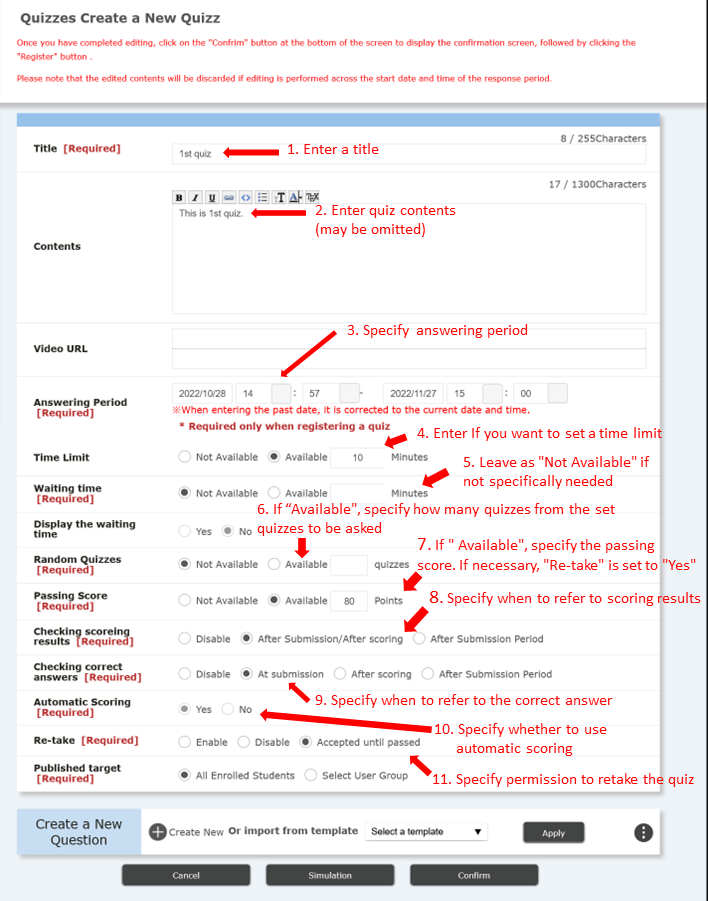 Quizzes Create a New Quizz
Once you have completed editing, click on the "Confrim" button at the bottom of the screen to display the confirmation screen, followed by clicking the
"Register" button .
Please note that the edited contents will be discarded if editing is performed across the start date and time of the response period.
8 / 255Characters
Title [Required]
1st quiz
1. Enter a title
17 / 1300Characters
B I U <> T A TEX
This is 1st quiz.
2. Enter quiz contents
(may be omitted)
Contents
3. Specify answering period
Video URL
Answering Period
[Required]
2022/10/28 14 : 57 - 2022/11/27 15 : 00
※When entering the past date, it is corrected to the current date and time.
* Required only when registering a quiz
4. Enter If you want to set a time limit
Time Limit
Not Available Available 10 Minutes
5. Leave as "Not Available" if
not specifically needed
Waiting time
[Required]
Not Available Available Minutes
6. If “Available", specify how many quizzes from the set
quizzes to be asked
Display the waiting
time
Yes No
7. If " Available", specify the passing
score. If necessary, "Re-take" is set to "Yes"
Random Quizzes
[Required]
Not Available Available quizzes
Passing Score
[Required]
Not Available Available 80 Points
8. Specify when to refer to scoring results
Checking scoreing
results [Required]
Disable After Submission/After scoring After Submission Period
Checking correct
answers [Required]
Disable At submission After scoring After Submission Period
9. Specify when to refer to the correct answer
Automatic Scoring
[Required]
Yes No
10. Specify whether to use
automatic scoring
Re-take [Required]
Enable Disable Accepted until passed
Published target
[Required]
All Enrolled Students Select User Group
11. Specify permission to retake the quiz
Create a New
Question
Create New Or import from template Select a template Apply
Cancel Simulation Confirm